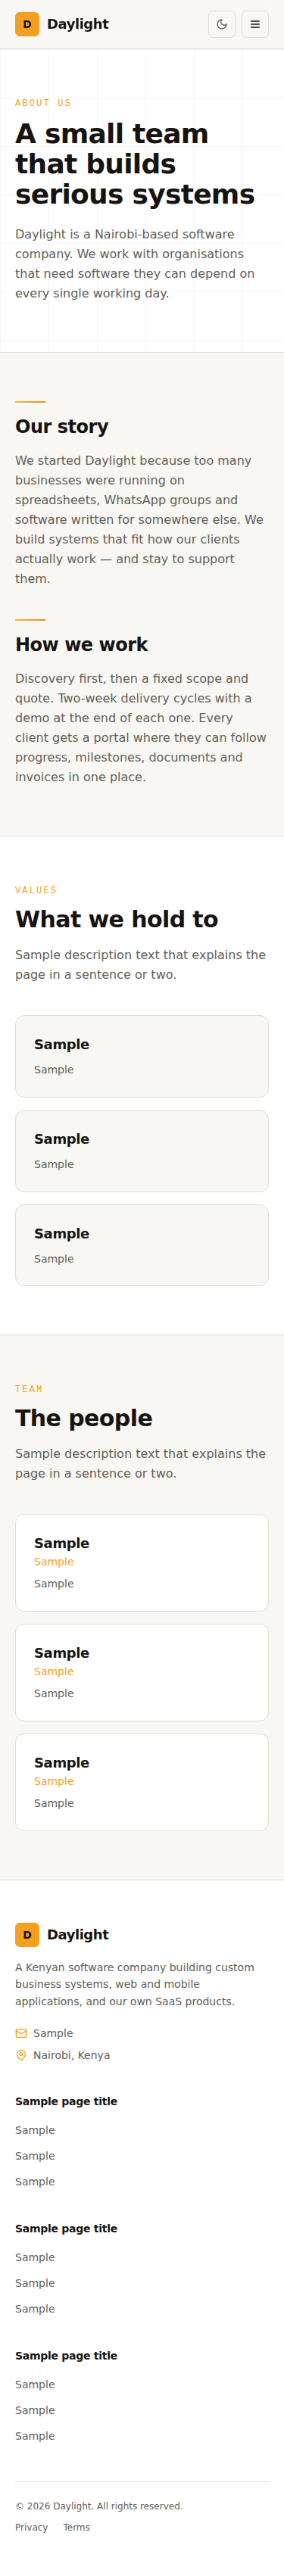 D Daylight
ABOUT US
A small team
that builds
serious systems
Daylight is a Nairobi-based software
company. We work with organisations
that need software they can depend on
every single working day.
Our story
We started Daylight because too many
businesses were running on
spreadsheets, WhatsApp groups and
software written for somewhere else. We
build systems that fit how our clients
actually work — and stay to support
them.
How we work
Discovery first, then a fixed scope and
quote. Two-week delivery cycles with a
demo at the end of each one. Every
client gets a portal where they can follow
progress, milestones, documents and
invoices in one place.
VALUES
What we hold to
Sample description text that explains the
page in a sentence or two.
Sample
Sample
Sample
Sample
Sample
Sample
TEAM
The people
Sample description text that explains the
page in a sentence or two.
Sample
Sample
Sample
Sample
Sample
Sample
Sample
Sample
Sample
D Daylight
A Kenyan software company building custom
business systems, web and mobile
applications, and our own SaaS products.
Sample
Nairobi, Kenya
Sample page title
Sample
Sample
Sample
Sample page title
Sample
Sample
Sample
Sample page title
Sample
Sample
Sample
© 2026 Daylight. All rights reserved.
Privacy Terms